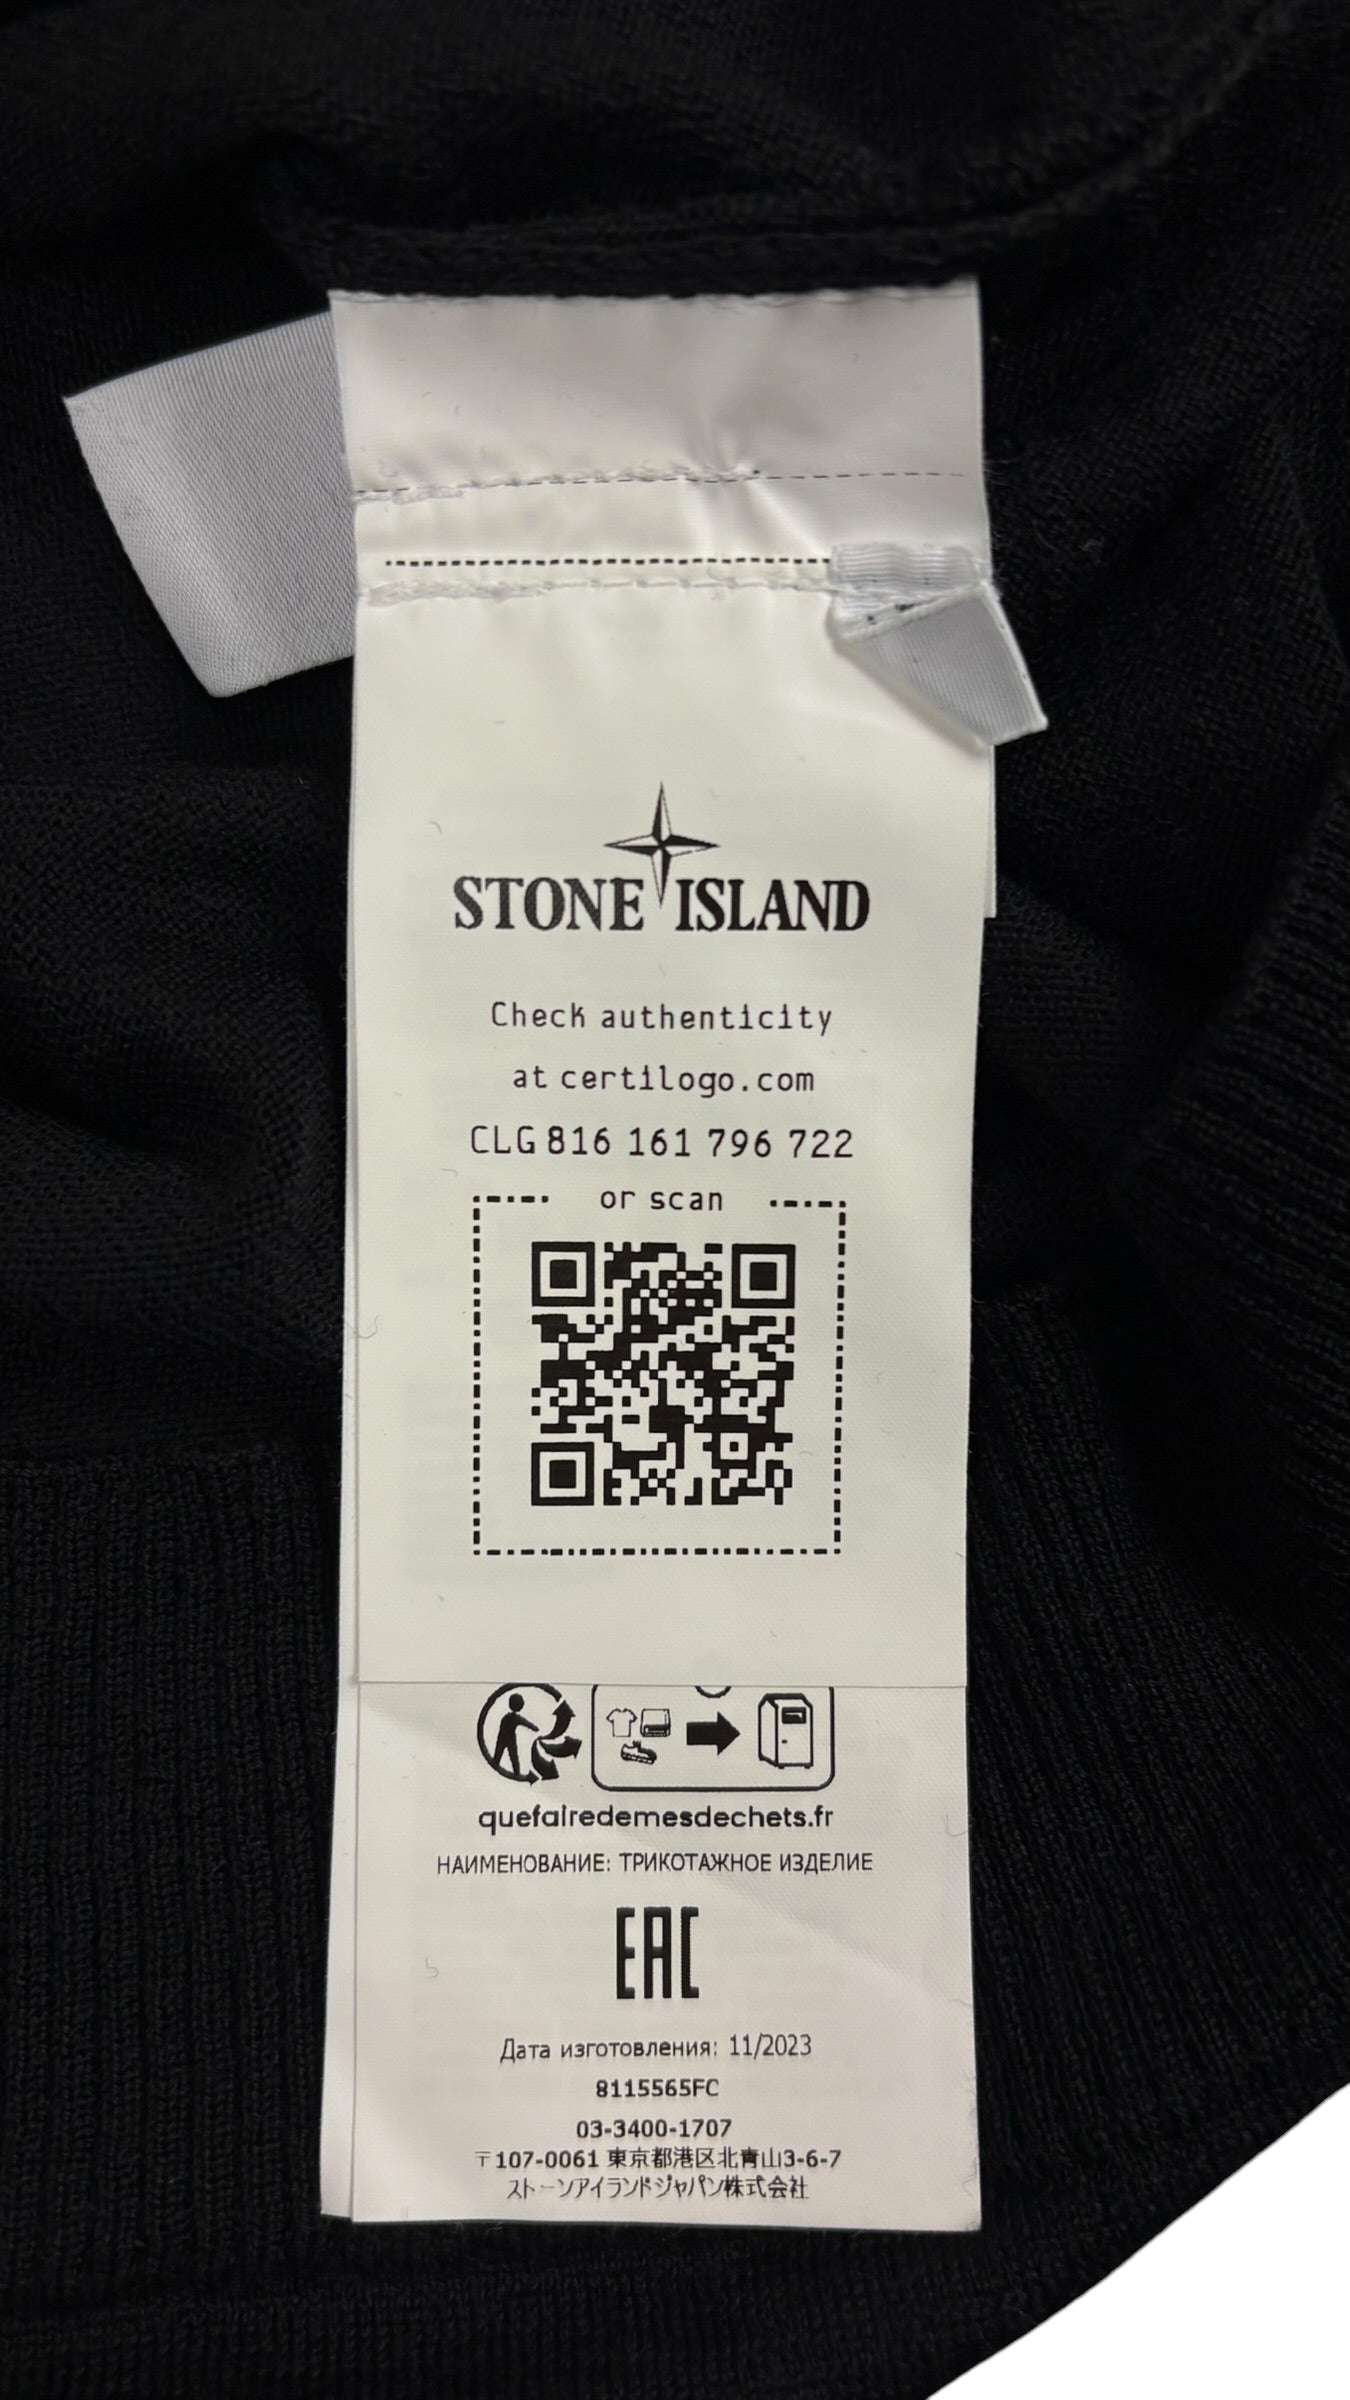 STONE ISLAND
Check authenticity
at certilogo.com
CLG 816 161 796 722
or scan
quefairedemesdechets.fr
НАИМЕНОВАНИЕ: ТРИКОТАЖНОЕ ИЗДЕЛИЕ
EAC
Дата изготовления: 11/2023
8115565FC
03-3400-1707
〒107-0061 東京都港区北青山3-6-7
ストーンアイランドジャパン株式会社